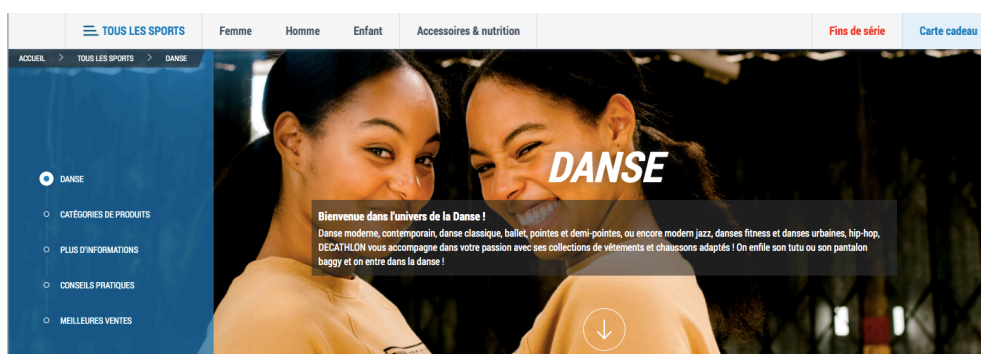 TOUS LES SPORTS Femme Homme Enfant Accessoires & nutrition Fins de série Carte cadeau
ACCUEIL > TOUS LES SPORTS > DANSE
DANSE
DANSE
CATÉGORIES DE PRODUITS
PLUS D'INFORMATIONS
CONSEILS PRATIQUES
MEILLEURES VENTES
Bienvenue dans l'univers de la Danse !
Danse moderne, contemporain, danse classique, ballet, pointes et demi-pointes, ou encore modern jazz, danses fitness et danses urbaines, hip-hop,
DECATHLON vous accompagne dans votre passion avec ses collections de vêtements et chaussons adaptés ! On enfile son tutu ou son pantalon
baggy et on entre dans la danse !